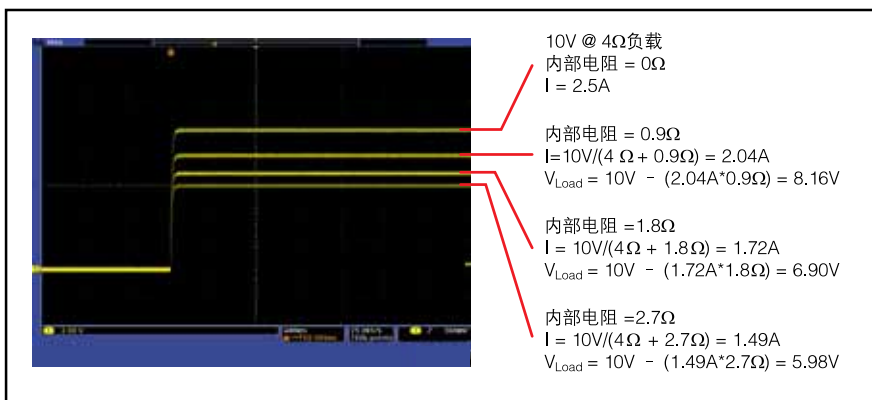 10V @ 4Ω负载
内部电阻 = 0Ω
I = 2.5A
内部电阻 = 0.9Ω
I=10V/(4 Ω + 0.9Ω) = 2.04A
VLoad = 10V - (2.04A*0.9Ω) = 8.16V
内部电阻 =1.8Ω
I = 10V/(4Ω + 1.8Ω) = 1.72A
VLoad = 10V - (1.72A*1.8Ω) = 6.90V
内部电阻 =2.7Ω
I = 10V/(4Ω + 2.7Ω) = 1.49A
VLoad = 10V - (1.49A*2.7Ω) = 5.98V